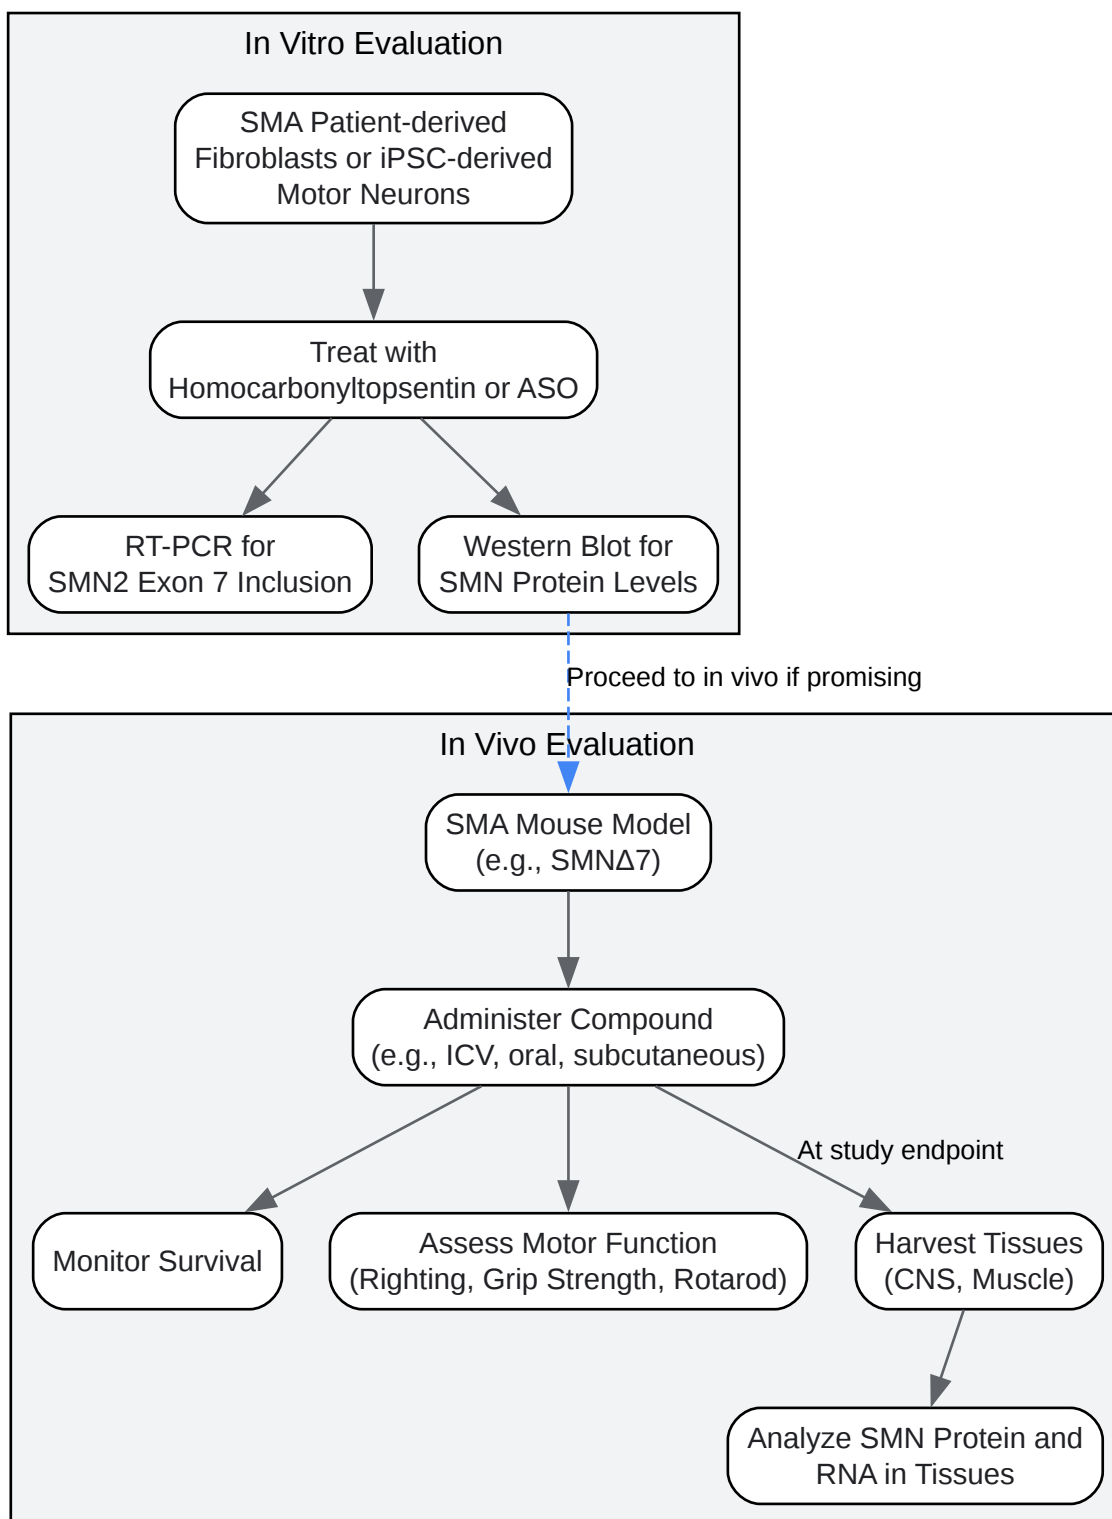 In Vitro Evaluation
SMA Patient-derived
Fibroblasts or iPSC-derived
Motor Neurons
Treat with
Homocarbonyltopsentin or ASO
RT-PCR for
SMN2 Exon 7 Inclusion
Western Blot for
SMN Protein Levels
Proceed to in vivo if promising
In Vivo Evaluation
SMA Mouse Model
(e.g., SMNΔ7)
Administer Compound
(e.g., ICV, oral, subcutaneous)
At study endpoint
Monitor Survival
Assess Motor Function
(Righting, Grip Strength, Rotarod)
Harvest Tissues
(CNS, Muscle)
Analyze SMN Protein and
RNA in Tissues